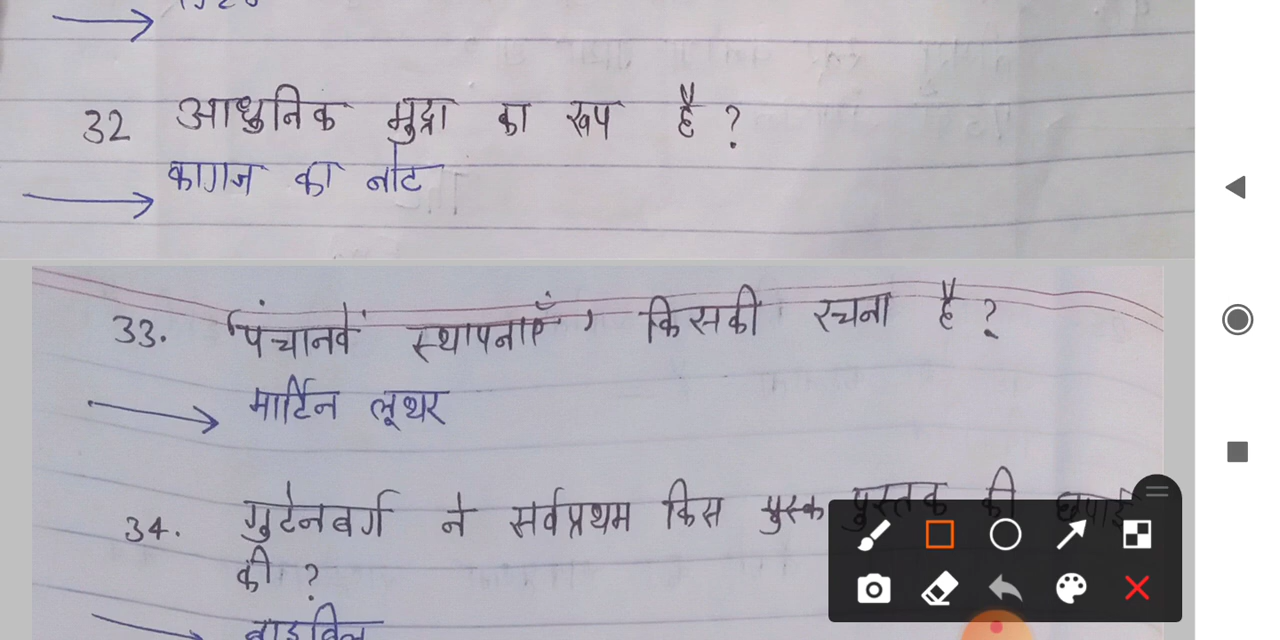 32 आधुनिक मुद्रा का रूप है ?
→ कागज का नोट
33. 'पंचानवें स्थापनाएँ' किसकी रचना है ?
→ मार्टिन लूथर
34. गुटेनबर्ग ने सर्वप्रथम किस पुस्क पुस्तक की छपाई
की ?
→ बाइबिल